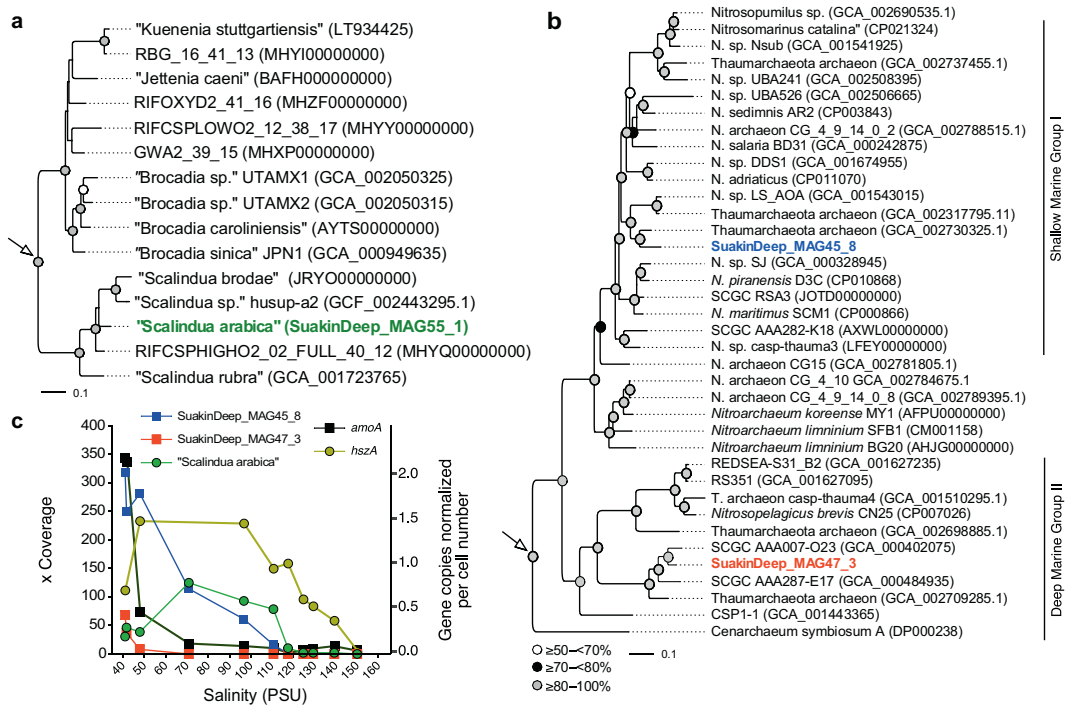 a
"Kuenenia stuttgartiensis" (LT934425)
RBG_16_41_13 (MHYI00000000)
"Jettenia caeni" (BAFH000000000)
RIFOXYD2_41_16 (MHZF00000000)
RIFCSPLOWO2_12_38_17 (MHYY00000000)
GWA2_39_15 (MHXP00000000)
"Brocadia sp." UTAMX1 (GCA_002050325)
"Brocadia sp." UTAMX2 (GCA_002050315)
"Brocadia caroliniensis" (AYTS00000000)
"Brocadia sinica" JPN1 (GCA_000949635)
"Scalindua brodae" (JRYO00000000)
"Scalindua sp." husup-a2 (GCF_002443295.1)
"Scalindua arabica" (SuakinDeep_MAG55_1)
RIFCSPHIGHO2_02_FULL_40_12 (MHYQ00000000)
"Scalindua rubra" (GCA_001723765)
0.1
b
Nitrosopumilus sp. (GCA_002690535.1)
Nitrosomarinus catalina" (CP021324)
N. sp. Nsub (GCA_001541925)
Thaumarchaeota archaeon (GCA_002737455.1)
N. sp. UBA241 (GCA_002508395)
N. sp. UBA526 (GCA_002506665)
N. sedimnis AR2 (CP003843)
N. archaeon CG_4_9_14_0_2 (GCA_002788515.1)
N. salaria BD31 (GCA_000242875)
N. sp. DDS1 (GCA_001674955)
N. adriaticus (CP011070)
N. sp. LS_AOA (GCA_001543015)
Thaumarchaeota archaeon (GCA_002317795.11)
Thaumarchaeota archaeon (GCA_002730325.1)
SuakinDeep_MAG45_8
N. sp. SJ (GCA_000328945)
N. piranensis D3C (CP010868)
SCGC RSA3 (JOTD00000000)
N. maritimus SCM1 (CP000866)
SCGC AAA282-K18 (AXWL00000000)
N. sp. casp-thauma3 (LFEY00000000)
N. archaeon CG15 (GCA_002781805.1)
N. archaeon CG_4_10 GCA_002784675.1
N. archaeon CG_4_9_14_0_8 (GCA_002789395.1)
Nitroarchaeum koreense MY1 (AFPU00000000)
Nitroarchaeum limninium SFB1 (CM001158)
Nitroarchaeum limninium BG20 (AHJG00000000)
REDSEA-S31_B2 (GCA_001627235)
RS351 (GCA_001627095)
T. archaeon casp-thauma4 (GCA_001510295.1)
Nitrosopelagicus brevis CN25 (CP007026)
Thaumarchaeota archaeon (GCA_002698885.1)
SCGC AAA007-O23 (GCA_000402075)
SuakinDeep_MAG47_3
SCGC AAA287-E17 (GCA_000484935)
Thaumarchaeota archaeon (GCA_002709285.1)
CSP1-1 (GCA_001443365)
Cenarchaeum symbiosum A (DP000238)
Shallow Marine Group I
Deep Marine Group II
≥50–<70%
≥70–<80%
≥80–100%
0.1
c
SuakinDeep_MAG45_8
SuakinDeep_MAG47_3
"Scalindua arabica"
amoA
hszA
400
350
300
250
200
150
100
50
0
x Coverage
2.0
1.5
1.0
0.5
0.0
Gene copies normalized
per cell number
40
50
60
70
80
90
100
110
120
130
140
150
160
Salinity (PSU)